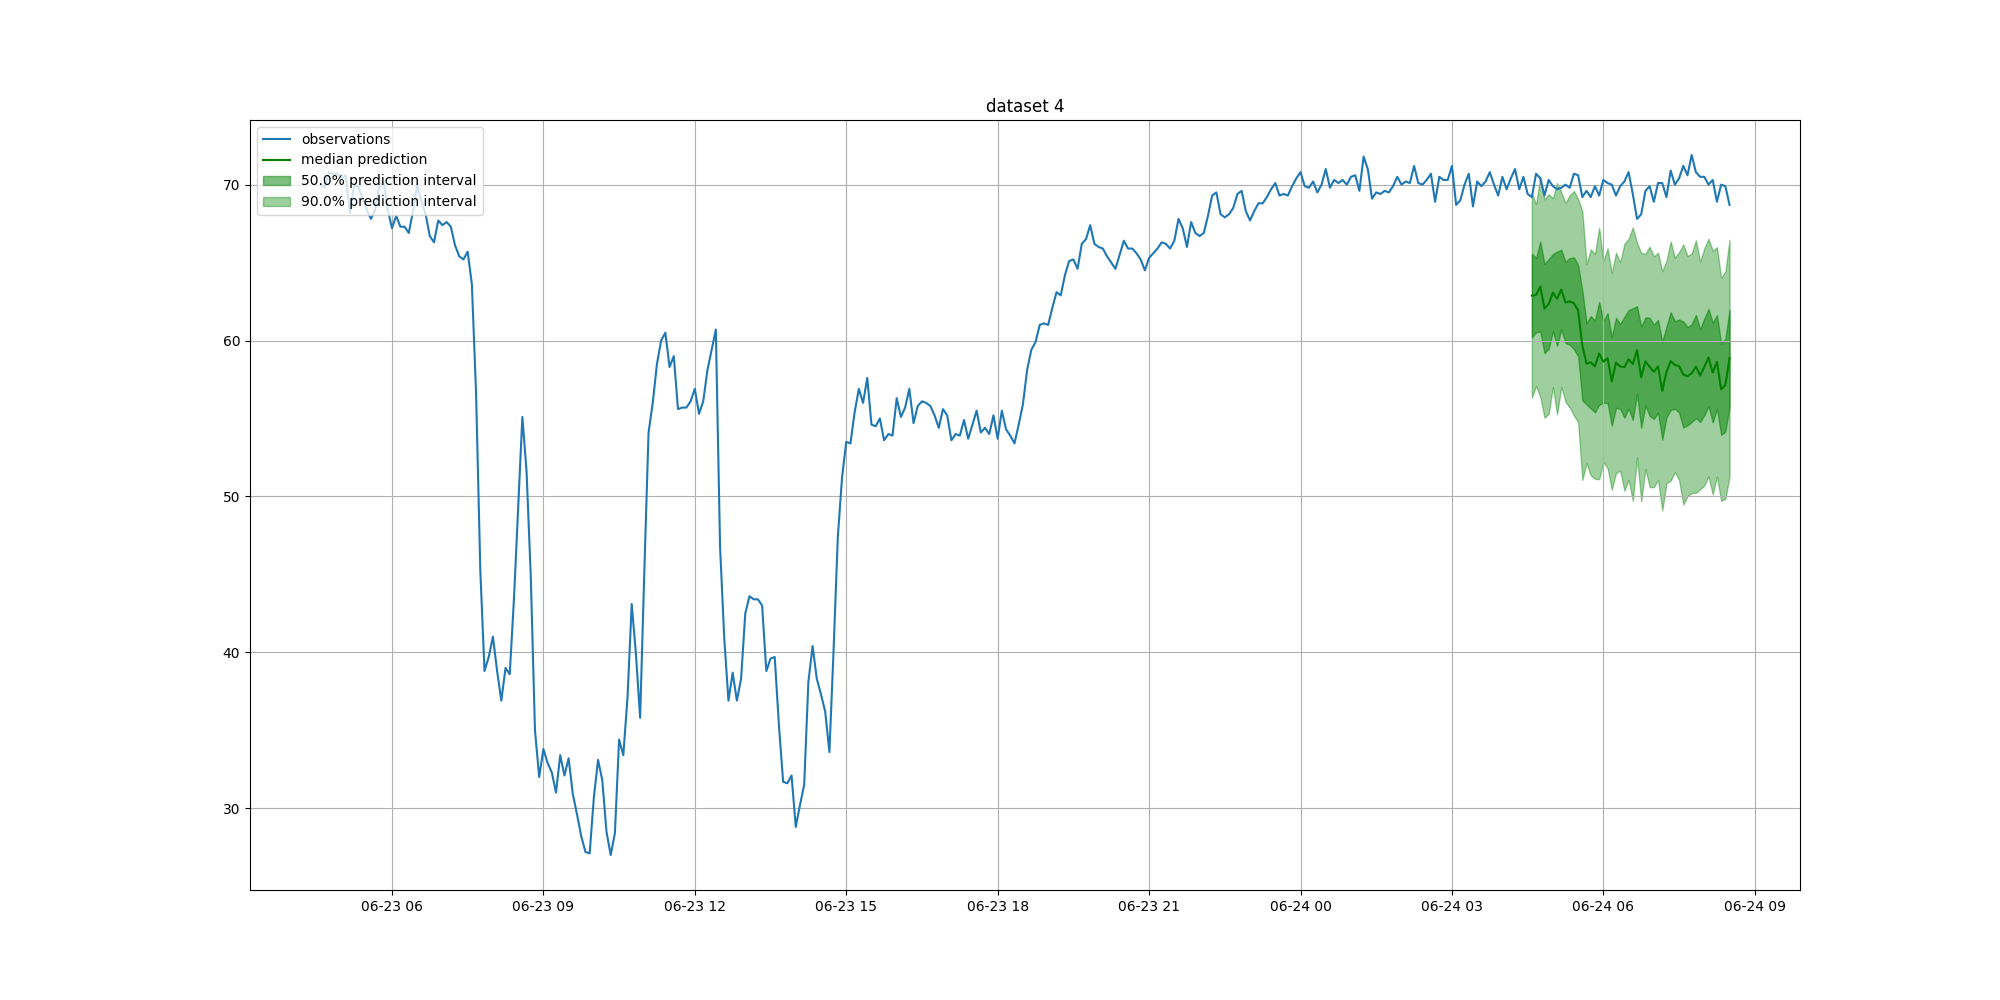 dataset 4
observations
median prediction
50.0% prediction interval
90.0% prediction interval
70
60
50
40
30
06-23 06 06-23 09 06-23 12 06-23 15 06-23 18 06-23 21 06-24 00 06-24 03 06-24 06 06-24 09